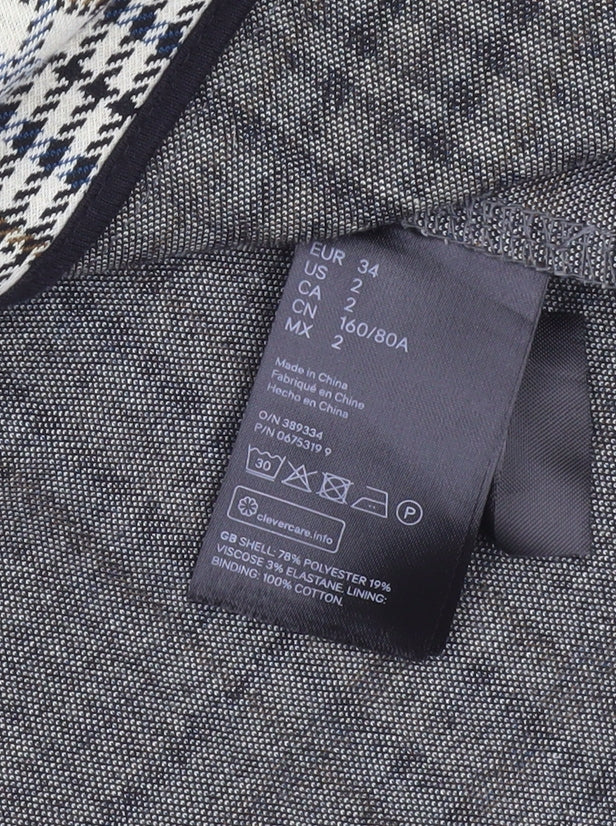 EUR 34
US 2
CA 2
CN 160/80A
MX 2
Made in China
Fabriqué en Chine
Hecho en China
O/N 389334
P/N 0675319 9
30
P
clevercare.info
GB SHELL: 78% POLYESTER 19%
VISCOSE 3% ELASTANE, LINING:
BINDING: 100% COTTON.